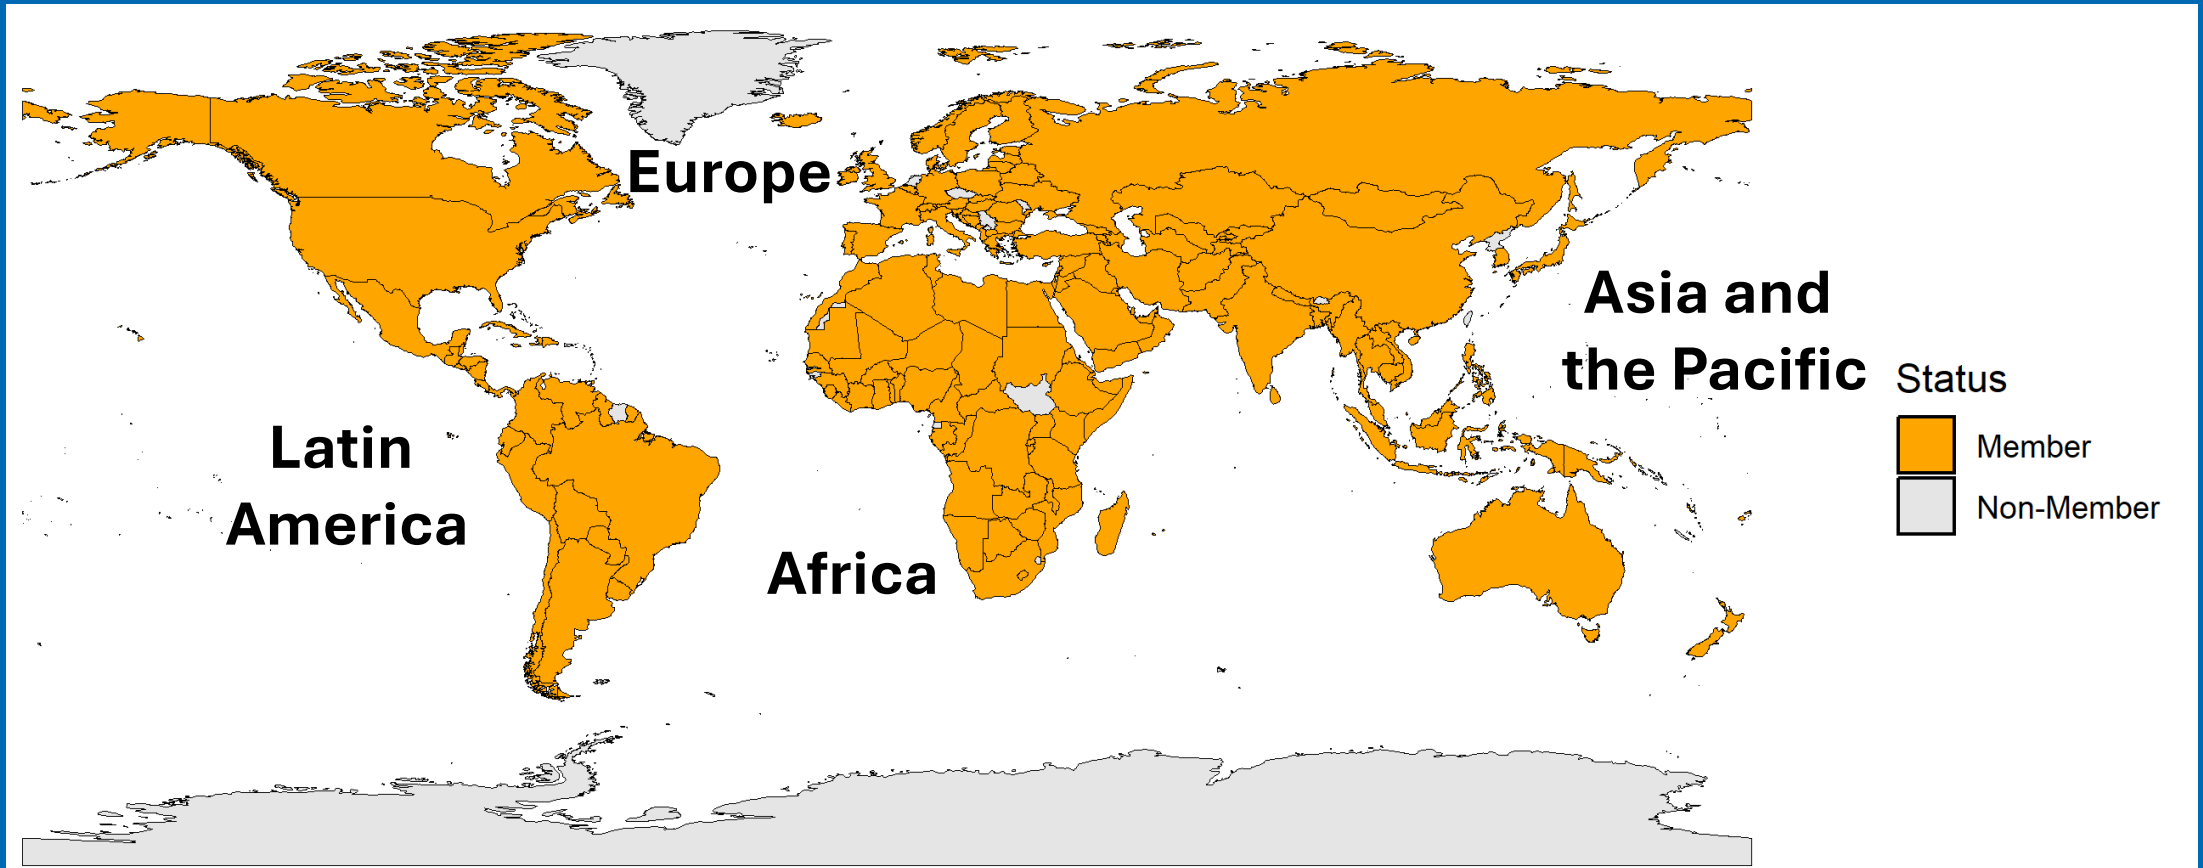 Europe
Asia and
the Pacific
Latin
America
Africa
Status
Member
Non-Member